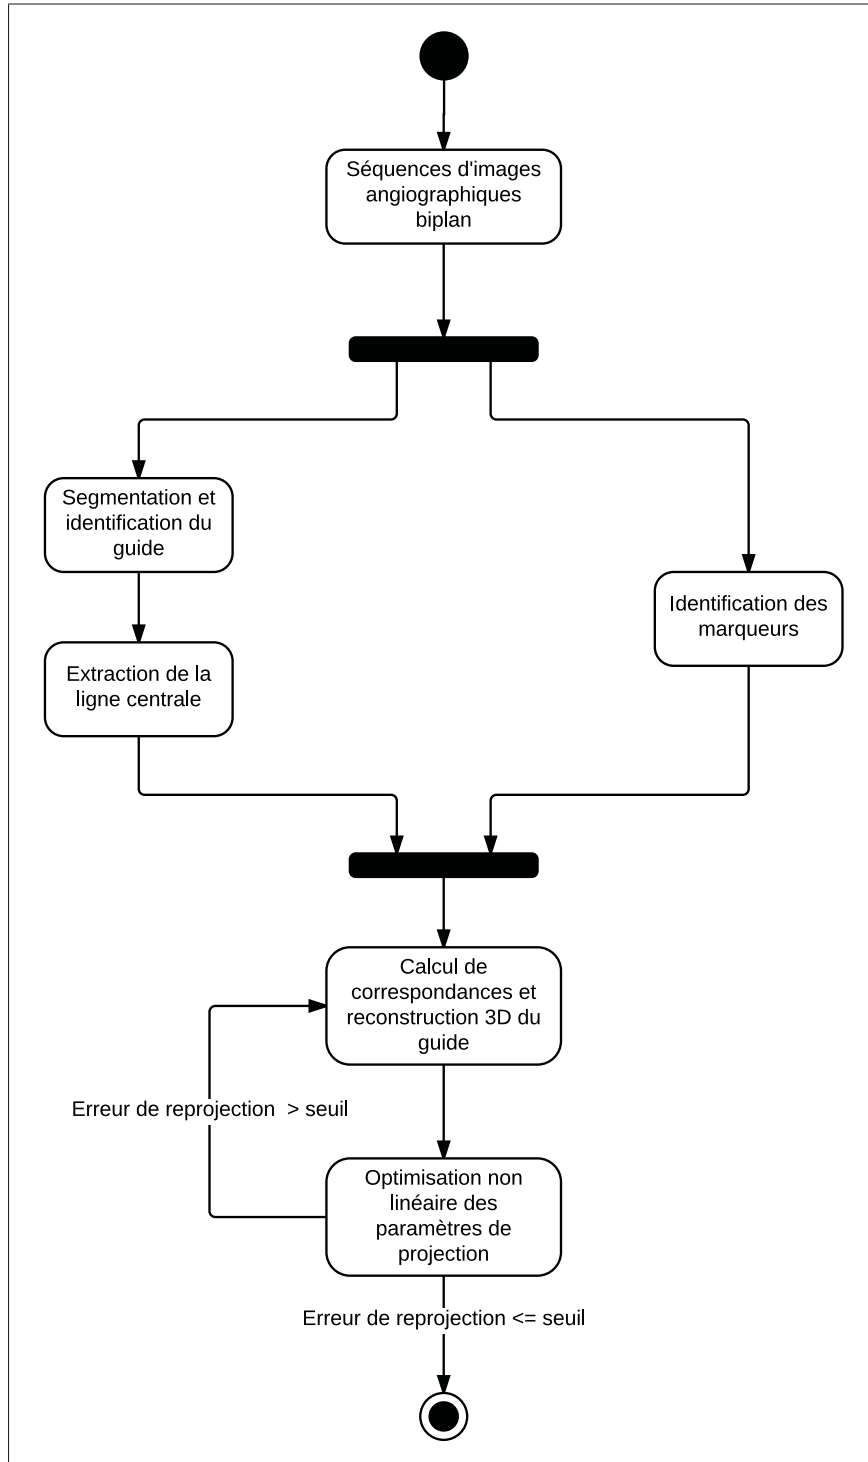 Séquences d'images
angiographiques
biplan
Segmentation et
identification du
guide
Identification des
marqueurs
Extraction de la
ligne centrale
Calcul de
correspondances et
reconstruction 3D du
guide
Erreur de reprojection > seuil
Optimisation non
linéaire des
paramètres de
projection
Erreur de reprojection <= seuil